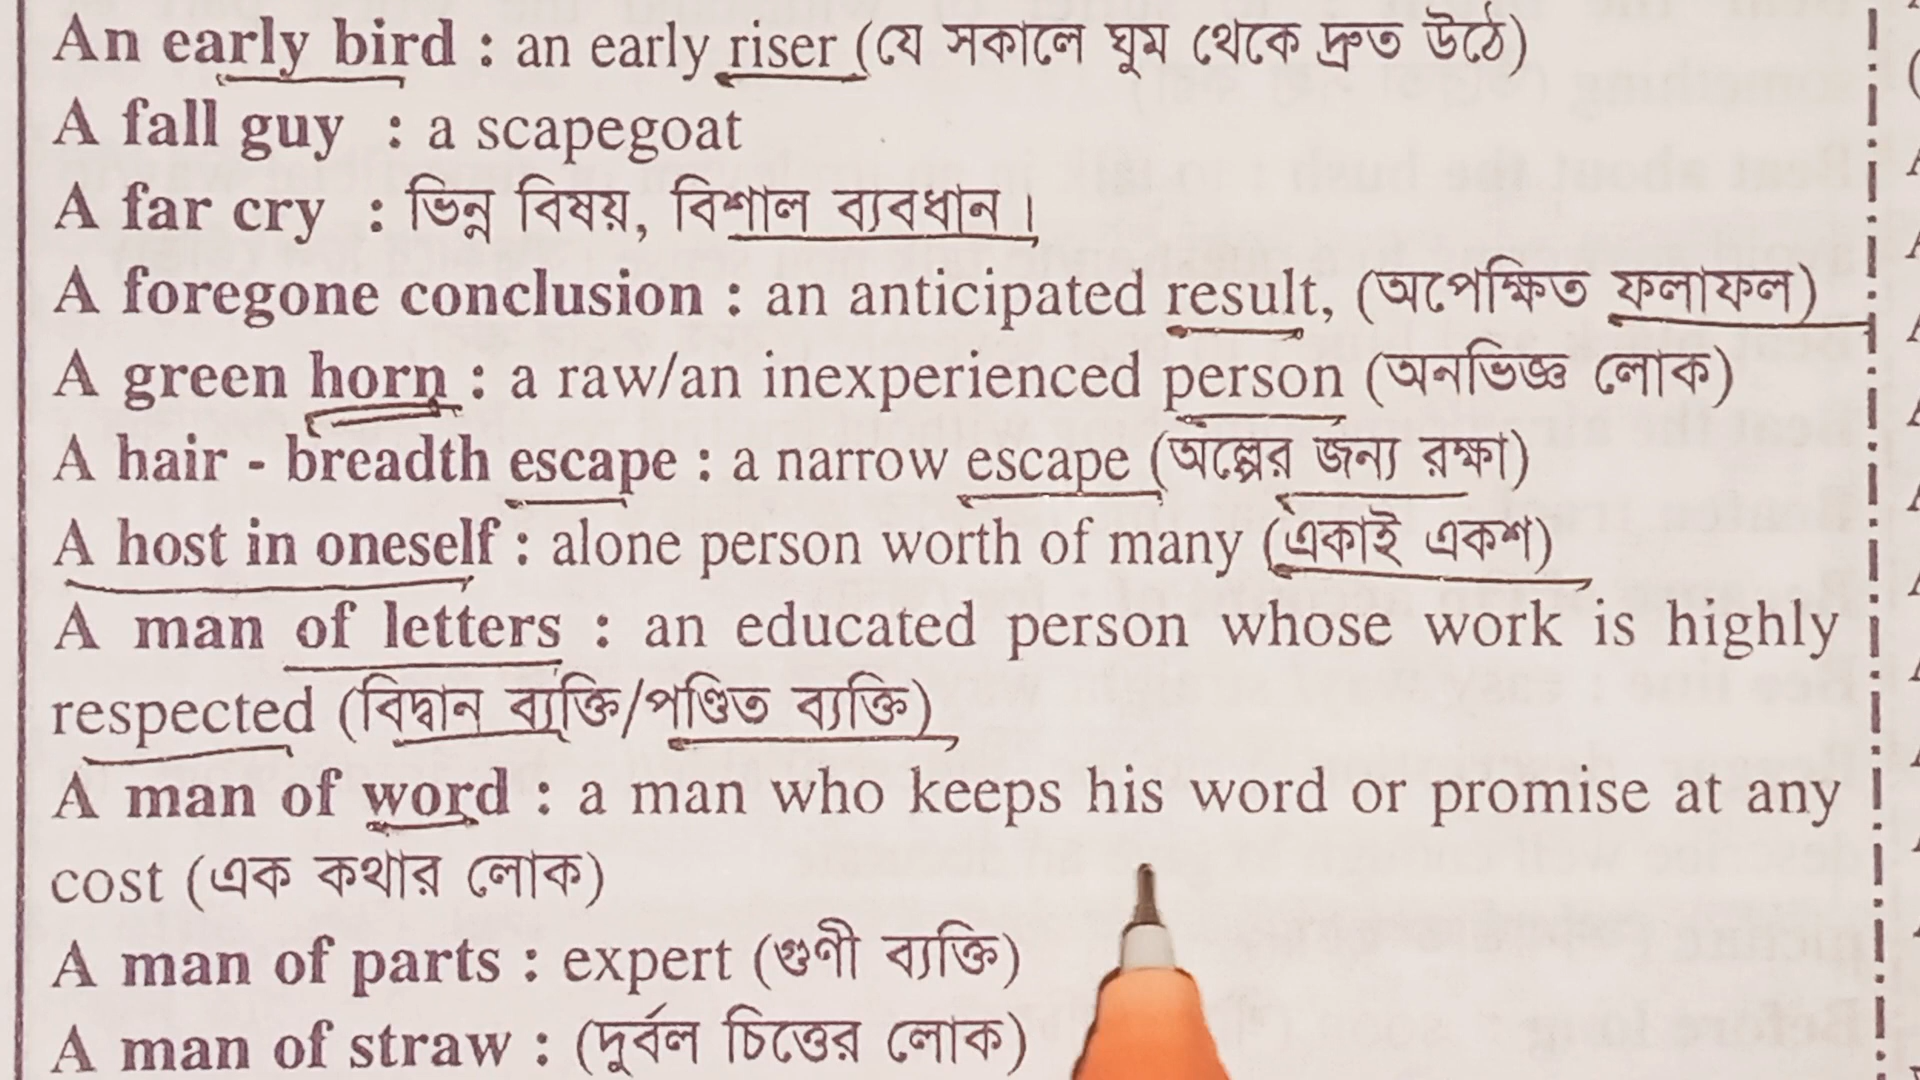 An early bird : an early riser (যে সকালে ঘুম থেকে দ্রুত উঠে)
A fall guy : a scapegoat
A far cry : ভিন্ন বিষয়, বিশাল ব্যবধান।
A foregone conclusion : an anticipated result, (অপেক্ষিত ফলাফল)
A green horn : a raw/an inexperienced person (অনভিজ্ঞ লোক)
A hair - breadth escape : a narrow escape (অল্পের জন্য রক্ষা)
A host in oneself : alone person worth of many (একাই একশ)
A man of letters : an educated person whose work is highly
respected (বিদ্বান ব্যক্তি/পণ্ডিত ব্যক্তি)
A man of word : a man who keeps his word or promise at any
cost (এক কথার লোক)
A man of parts : expert (গুণী ব্যক্তি)
A man of straw : (দুর্বল চিত্তের লোক)